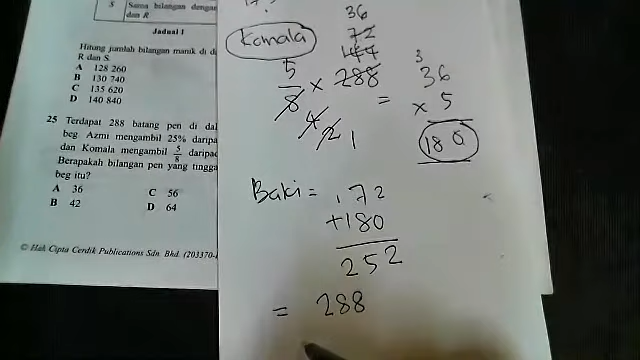 5 Sama bilangan dengan
dan R
17.
Jadual 1
Hitung jumlah bilangan manik di d
R dan S.
A 128 260
B 130 740
C 135 620
D 140 840
25 Terdapat 288 batang pen di dal
beg. Azmi mengambil 25% daripa
dan Komala mengambil 5/8 daripad
Berapakah bilangan pen yang tingga
beg itu?
A 36 C 56
B 42 D 64
© Hak Cipta Cerdik Publications Sdn. Bhd. (203370-
Komala
36
72
144
5/8 × 288
4 2 1
=
3
36
× 5
180
Baki = 172
+180
252
= 288